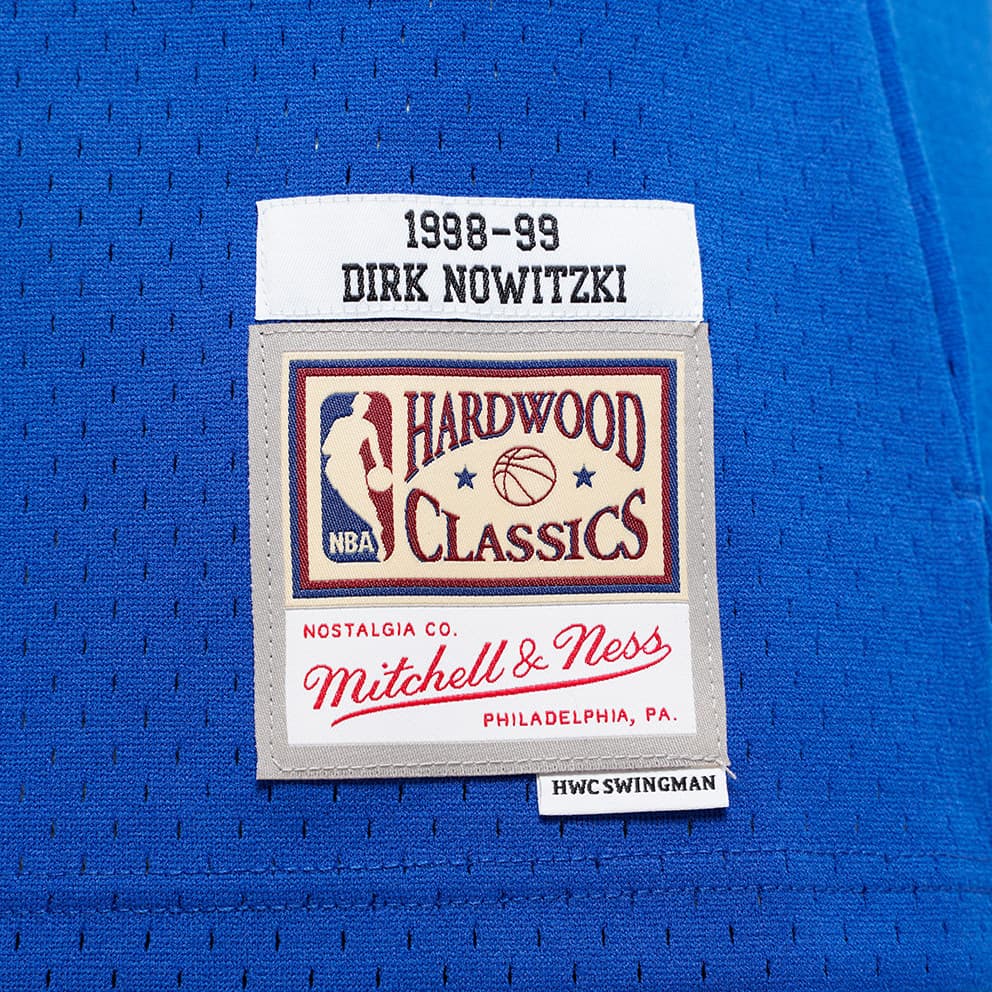 1998-99
DIRK NOWITZKI
HARDWOOD
CLASSICS
NBA
NOSTALGIA CO.
Mitchell & Ness
PHILADELPHIA, PA.
HWC SWINGMAN